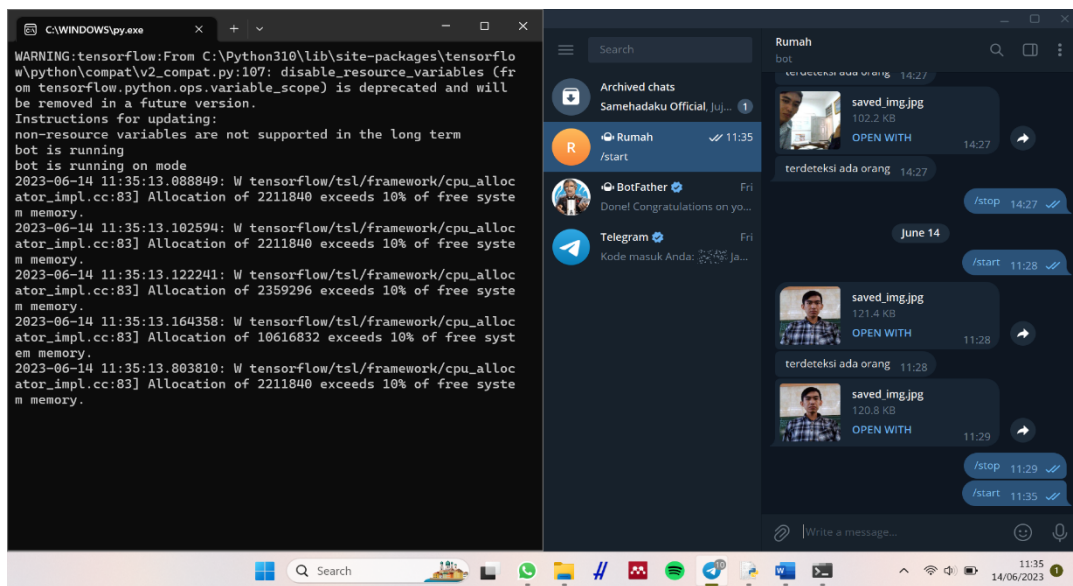 C:\WINDOWS\py.exe
WARNING:tensorflow:From C:\Python310\lib\site-packages\tensorflo
w\python\compat\v2_compat.py:107: disable_resource_variables (fr
om tensorflow.python.ops.variable_scope) is deprecated and will
be removed in a future version.
Instructions for updating:
non-resource variables are not supported in the long term
bot is running
bot is running on mode
2023-06-14 11:35:13.088849: W tensorflow/tsl/framework/cpu_alloc
ator_impl.cc:83] Allocation of 2211840 exceeds 10% of free syste
m memory.
2023-06-14 11:35:13.102594: W tensorflow/tsl/framework/cpu_alloc
ator_impl.cc:83] Allocation of 2211840 exceeds 10% of free syste
m memory.
2023-06-14 11:35:13.122241: W tensorflow/tsl/framework/cpu_alloc
ator_impl.cc:83] Allocation of 2359296 exceeds 10% of free syste
m memory.
2023-06-14 11:35:13.164358: W tensorflow/tsl/framework/cpu_alloc
ator_impl.cc:83] Allocation of 10616832 exceeds 10% of free syst
em memory.
2023-06-14 11:35:13.803810: W tensorflow/tsl/framework/cpu_alloc
ator_impl.cc:83] Allocation of 2211840 exceeds 10% of free syste
m memory.
Search
Archived chats
Samehadaku Official, Juj... 1
R
Rumah 11:35
/start
BotFather Fri
Done! Congratulations on yo...
Telegram Fri
Kode masuk Anda: Ja...
Rumah
bot
terdeteksi ada orang 14:27
saved_img.jpg
102.2 KB
OPEN WITH
14:27
terdeteksi ada orang 14:27
/stop 14:27
June 14
/start 11:28
saved_img.jpg
121.4 KB
OPEN WITH
11:28
terdeteksi ada orang 11:28
saved_img.jpg
120.8 KB
OPEN WITH
11:29
/stop 11:29
/start 11:35
Write a message...
Search
10
W
11:35
14/06/2023
1